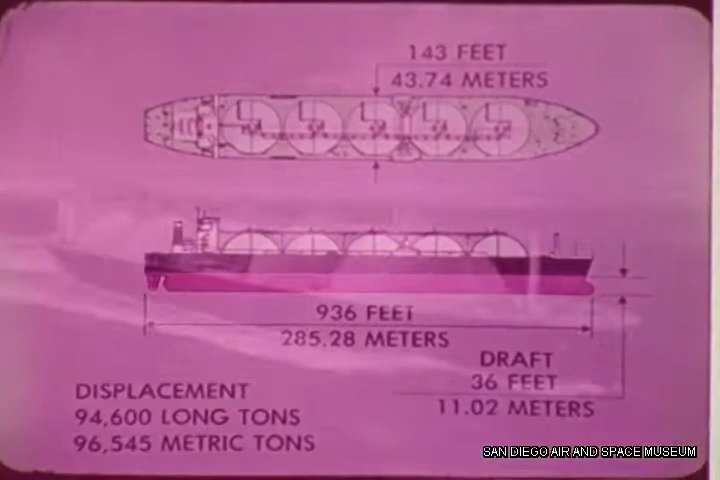 143 FEET
43.74 METERS
936 FEET
285.28 METERS
DRAFT
36 FEET
11.02 METERS
DISPLACEMENT
94,600 LONG TONS
96,545 METRIC TONS
SAN DIEGO AIR AND SPACE MUSEUM